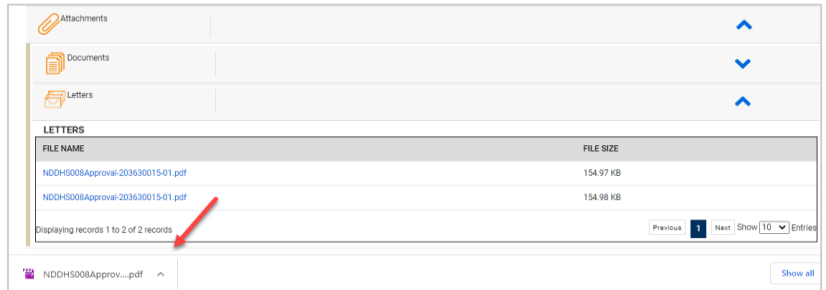 Attachments
Documents
Letters
LETTERS
FILE NAME FILE SIZE
NDDHS008Approval-203630015-01.pdf 154.97 KB
NDDHS008Approval-203630015-01.pdf 154.98 KB
Displaying records 1 to 2 of 2 records Previous 1 Next Show 10 Entries
NDDHS008Approv....pdf Show all